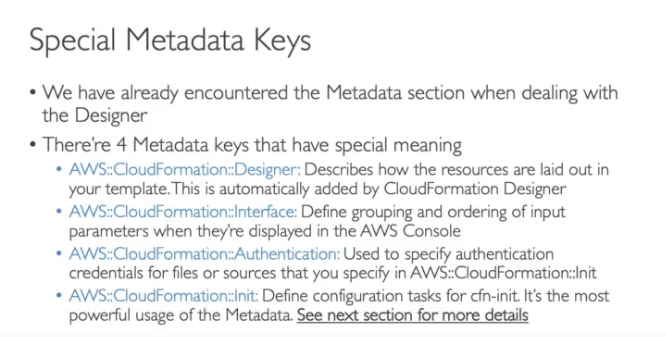 Special Metadata Keys
• We have already encountered the Metadata section when dealing with
the Designer
• There're 4 Metadata keys that have special meaning
• AWS::CloudFormation::Designer: Describes how the resources are laid out in
your template. This is automatically added by CloudFormation Designer
• AWS::CloudFormation::Interface: Define grouping and ordering of input
parameters when they're displayed in the AWS Console
• AWS::CloudFormation::Authentication: Used to specify authentication
credentials for files or sources that you specify in AWS::CloudFormation::Init
• AWS::CloudFormation::Init: Define configuration tasks for cfn-init. It's the most
powerful usage of the Metadata. See next section for more details